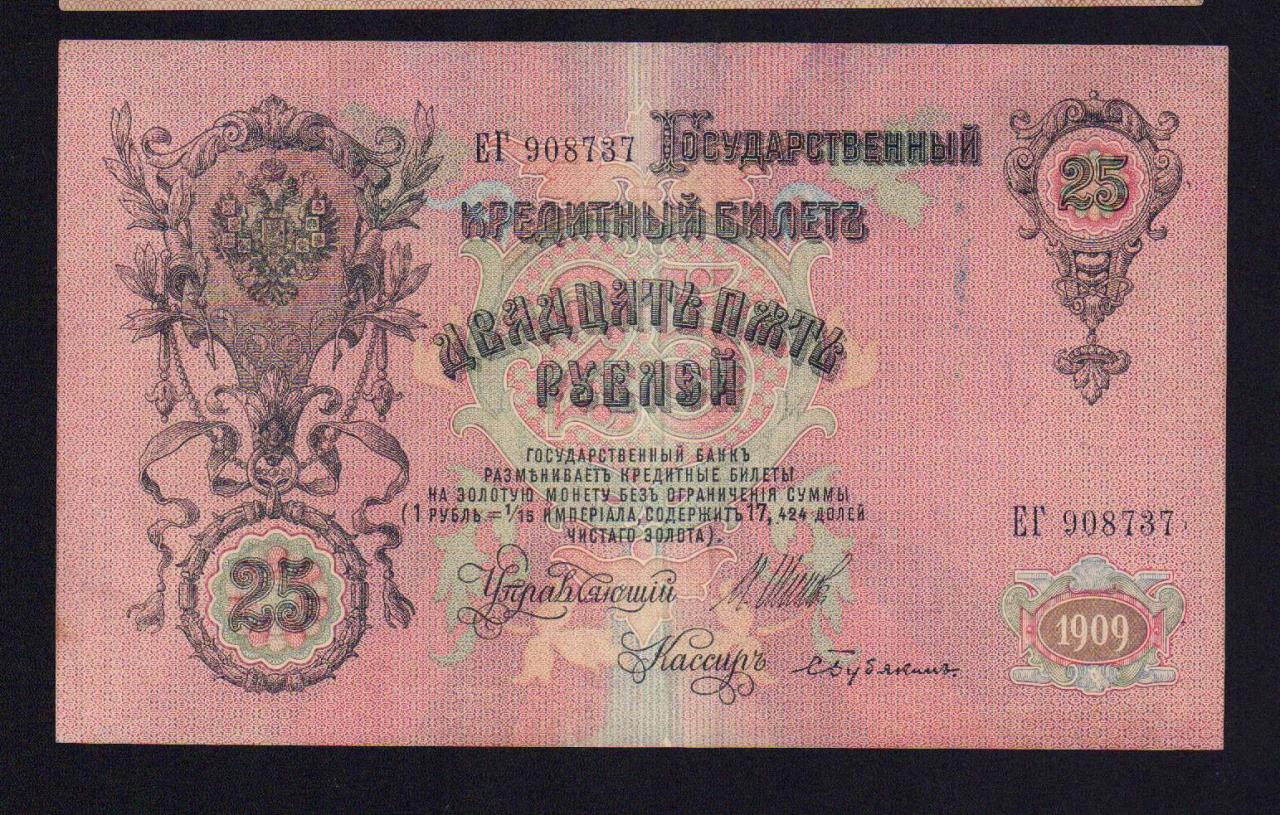 ЕГ 908737 Государственный
кредитный билетъ
25
двадцать пять
рублей
25
Государственный банкъ
размѣниваетъ кредитные билеты
на золотую монету безъ ограниченія суммы
(1 рубль = 1/15 имперіала, содержитъ 17,424 долей
чистаго золота).
ЕГ 908737
Управляющій
25
1909
Кассиръ